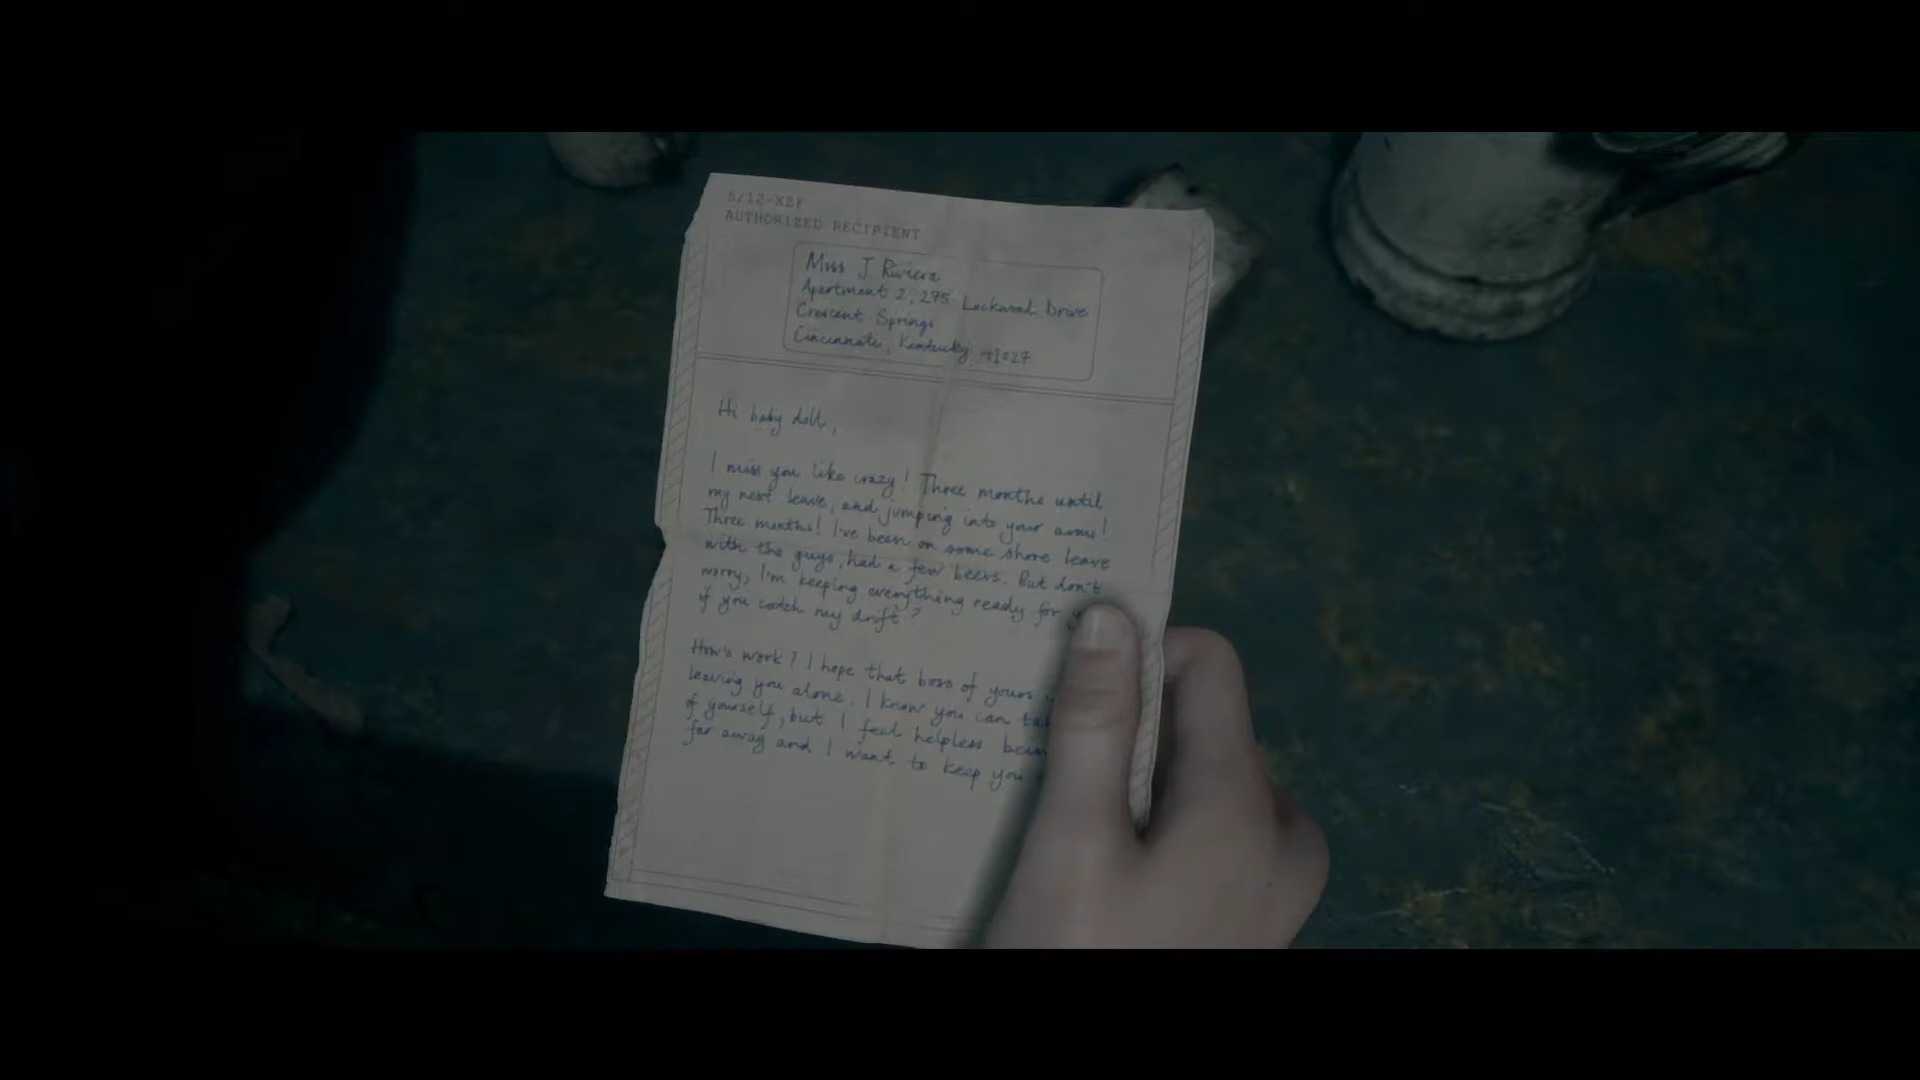 5/12-XZF
AUTHORIZED RECIPIENT
Miss J Riviera
Apartment 2, 295 Lockwood Drive
Crescent Springs
Cincinnati, Kentucky 41027
Hi baby doll,
I miss you like crazy! Three months until
my next leave, and jumping into your arms!
Three months! I've been on some shore leave
with the guys, had a few beers. But don't
worry, I'm keeping everything ready for
if you catch my drift?
How's work? I hope that boss of yours
leaving you alone. I know you can
of yourself, but I feel helpless
far away and I want to keep you